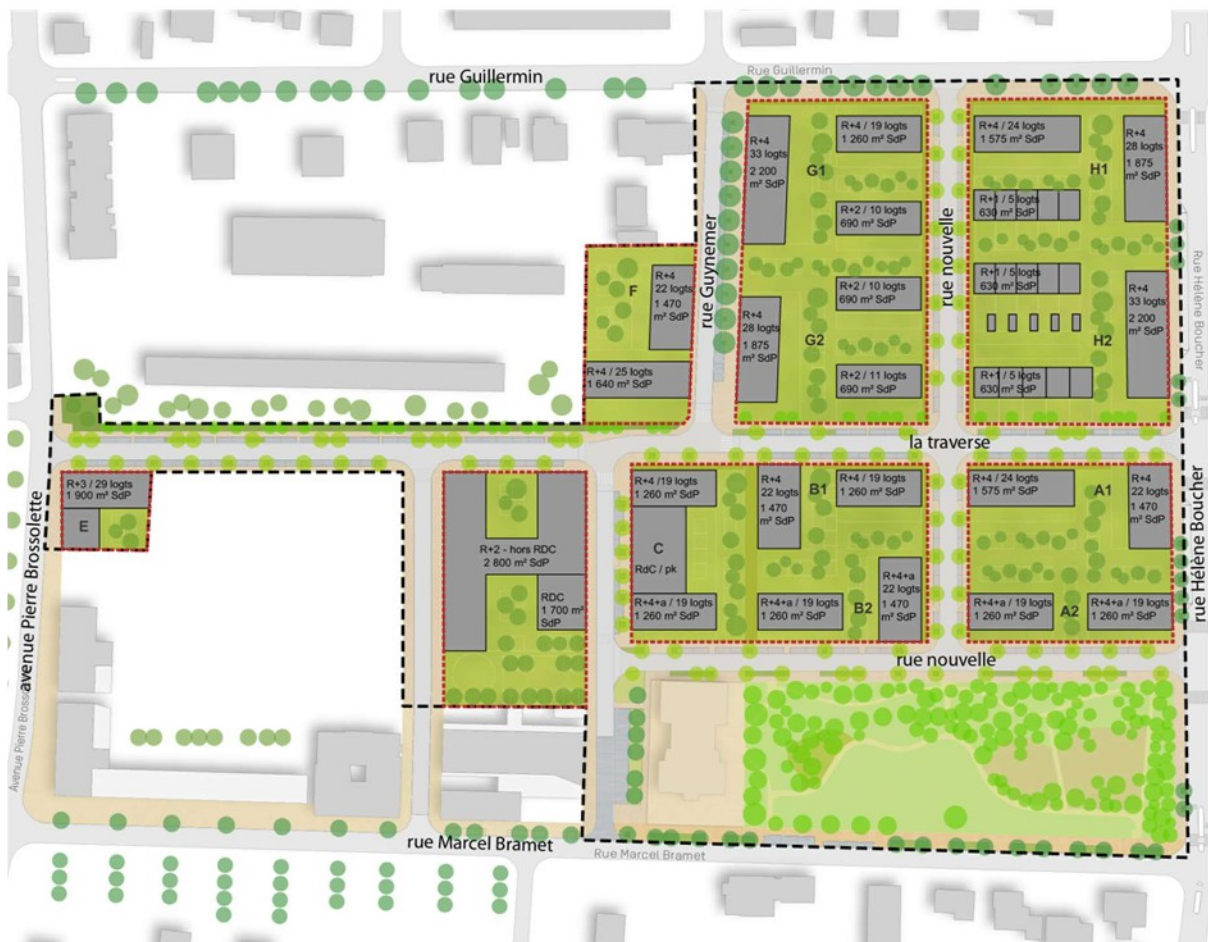 rue Guillermin
Rue Guillermin
R+4
33 logts
2 200
m² SdP
R+4 / 19 logts
1 260 m² SdP
G1
R+2 / 10 logts
690 m² SdP
R+2 / 10 logts
690 m² SdP
R+4
28 logts
1 875
m² SdP
G2
R+2 / 11 logts
690 m² SdP
R+4 / 24 logts
1 575 m² SdP
R+4
28 logts
1 875
m² SdP
H1
R+1 / 5 logts
630 m² SdP
R+1 / 5 logts
630 m² SdP
R+4
33 logts
2 200
m² SdP
H2
R+1 / 5 logts
630 m² SdP
rue nouvelle
rue Guynemer
Rue Hélène Boucher
F
R+4
22 logts
1 470
m² SdP
R+4 / 25 logts
1 640 m² SdP
la traverse
R+3 / 29 logts
1 900 m² SdP
E
R+2 - hors RDC
2 800 m² SdP
RDC
1 700 m²
SdP
R+4 /19 logts
1 260 m² SdP
C
RdC / pk
R+4+a / 19 logts
1 260 m² SdP
R+4
22 logts
1 470
m² SdP
B1
R+4 / 19 logts
1 260 m² SdP
R+4+a / 19 logts
1 260 m² SdP
B2
R+4+a
22 logts
1 470
m² SdP
R+4 / 24 logts
1 575 m² SdP
A1
R+4
22 logts
1 470
m² SdP
R+4+a / 19 logts
1 260 m² SdP
A2
R+4+a / 19 logts
1 260 m² SdP
rue Hélène Boucher
rue nouvelle
avenue Pierre Brossolette
Avenue Pierre Bross
rue Marcel Bramet
Rue Marcel Bramet